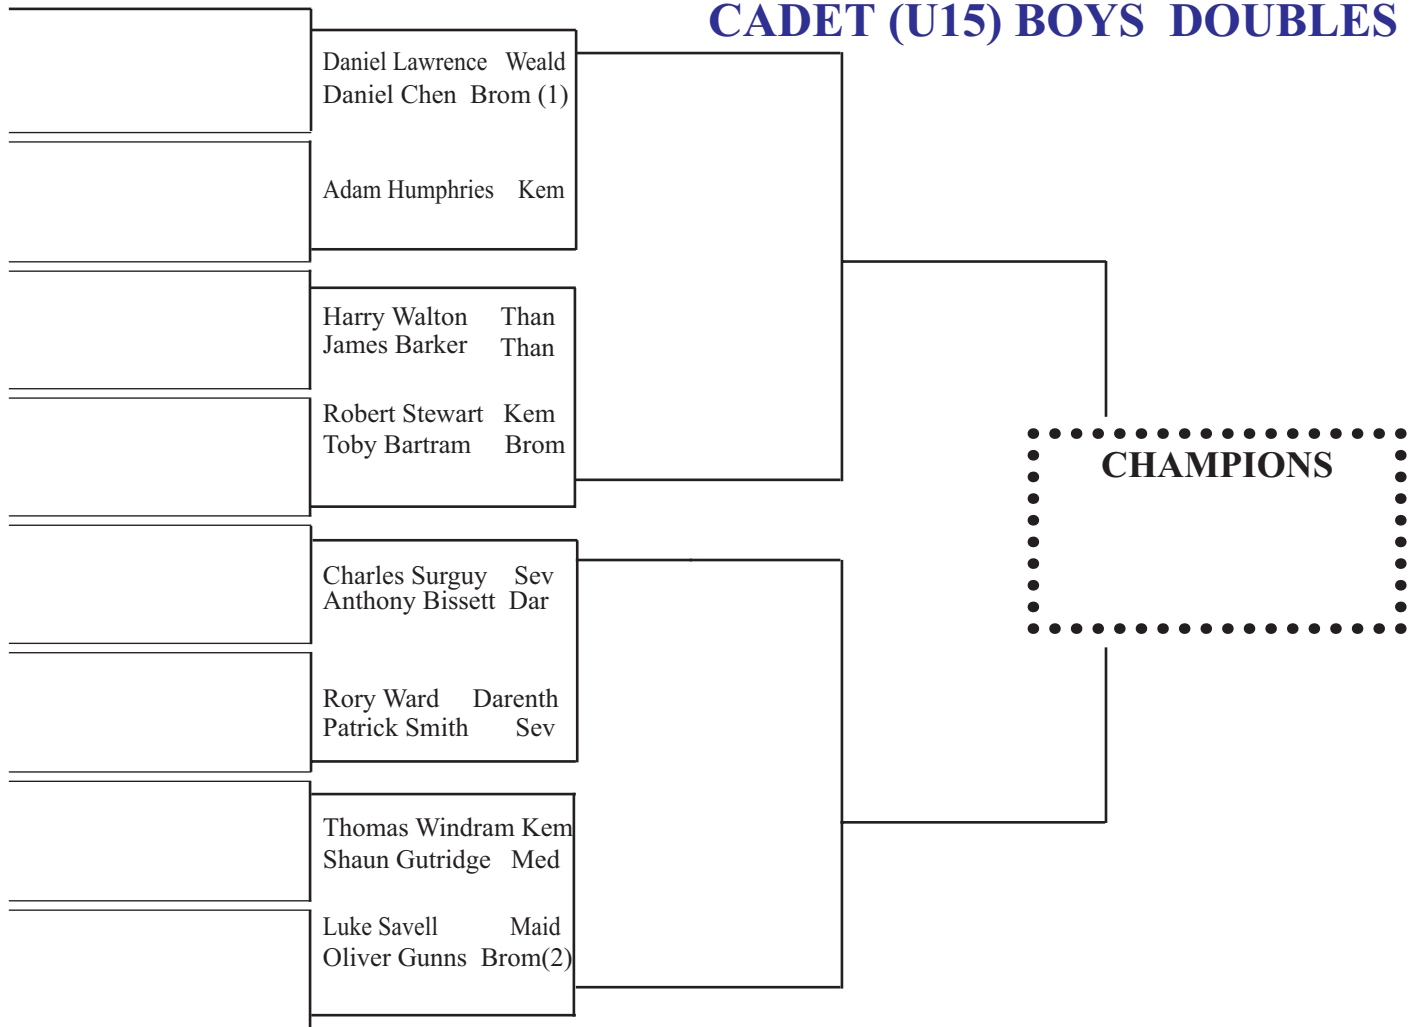 CADET (U15) BOYS DOUBLES
Daniel Lawrence Weald
Daniel Chen Brom (1)
Adam Humphries Kem
Harry Walton Than
James Barker Than
Robert Stewart Kem
Toby Bartram Brom
CHAMPIONS
Charles Surguy Sev
Anthony Bissett Dar
Rory Ward Darenth
Patrick Smith Sev
Thomas Windram Kem
Shaun Gutridge Med
Luke Savell Maid
Oliver Gunns Brom(2)